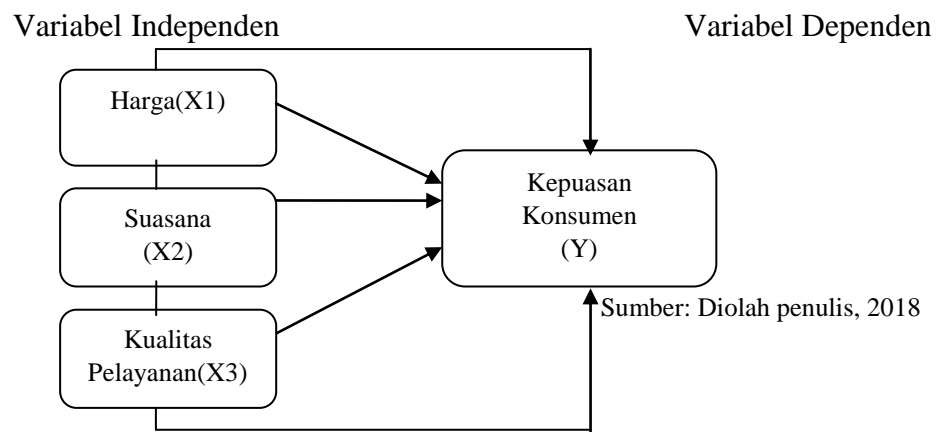 Variabel Independen
Variabel Dependen
Harga(X1)
Suasana
(X2)
Kualitas
Pelayanan(X3)
Kepuasan
Konsumen
(Y)
Sumber: Diolah penulis, 2018